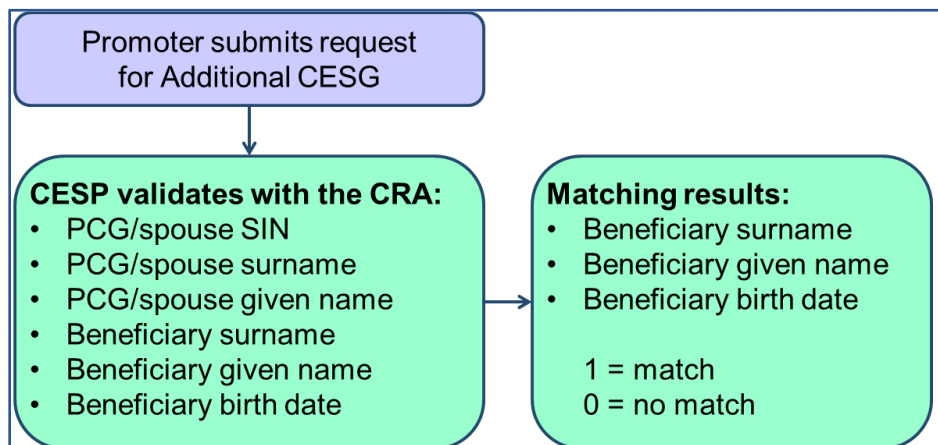 Promoter submits request
for Additional CESG
CESP validates with the CRA:
• PCG/spouse SIN
• PCG/spouse surname
• PCG/spouse given name
• Beneficiary surname
• Beneficiary given name
• Beneficiary birth date
Matching results:
• Beneficiary surname
• Beneficiary given name
• Beneficiary birth date
1 = match
0 = no match